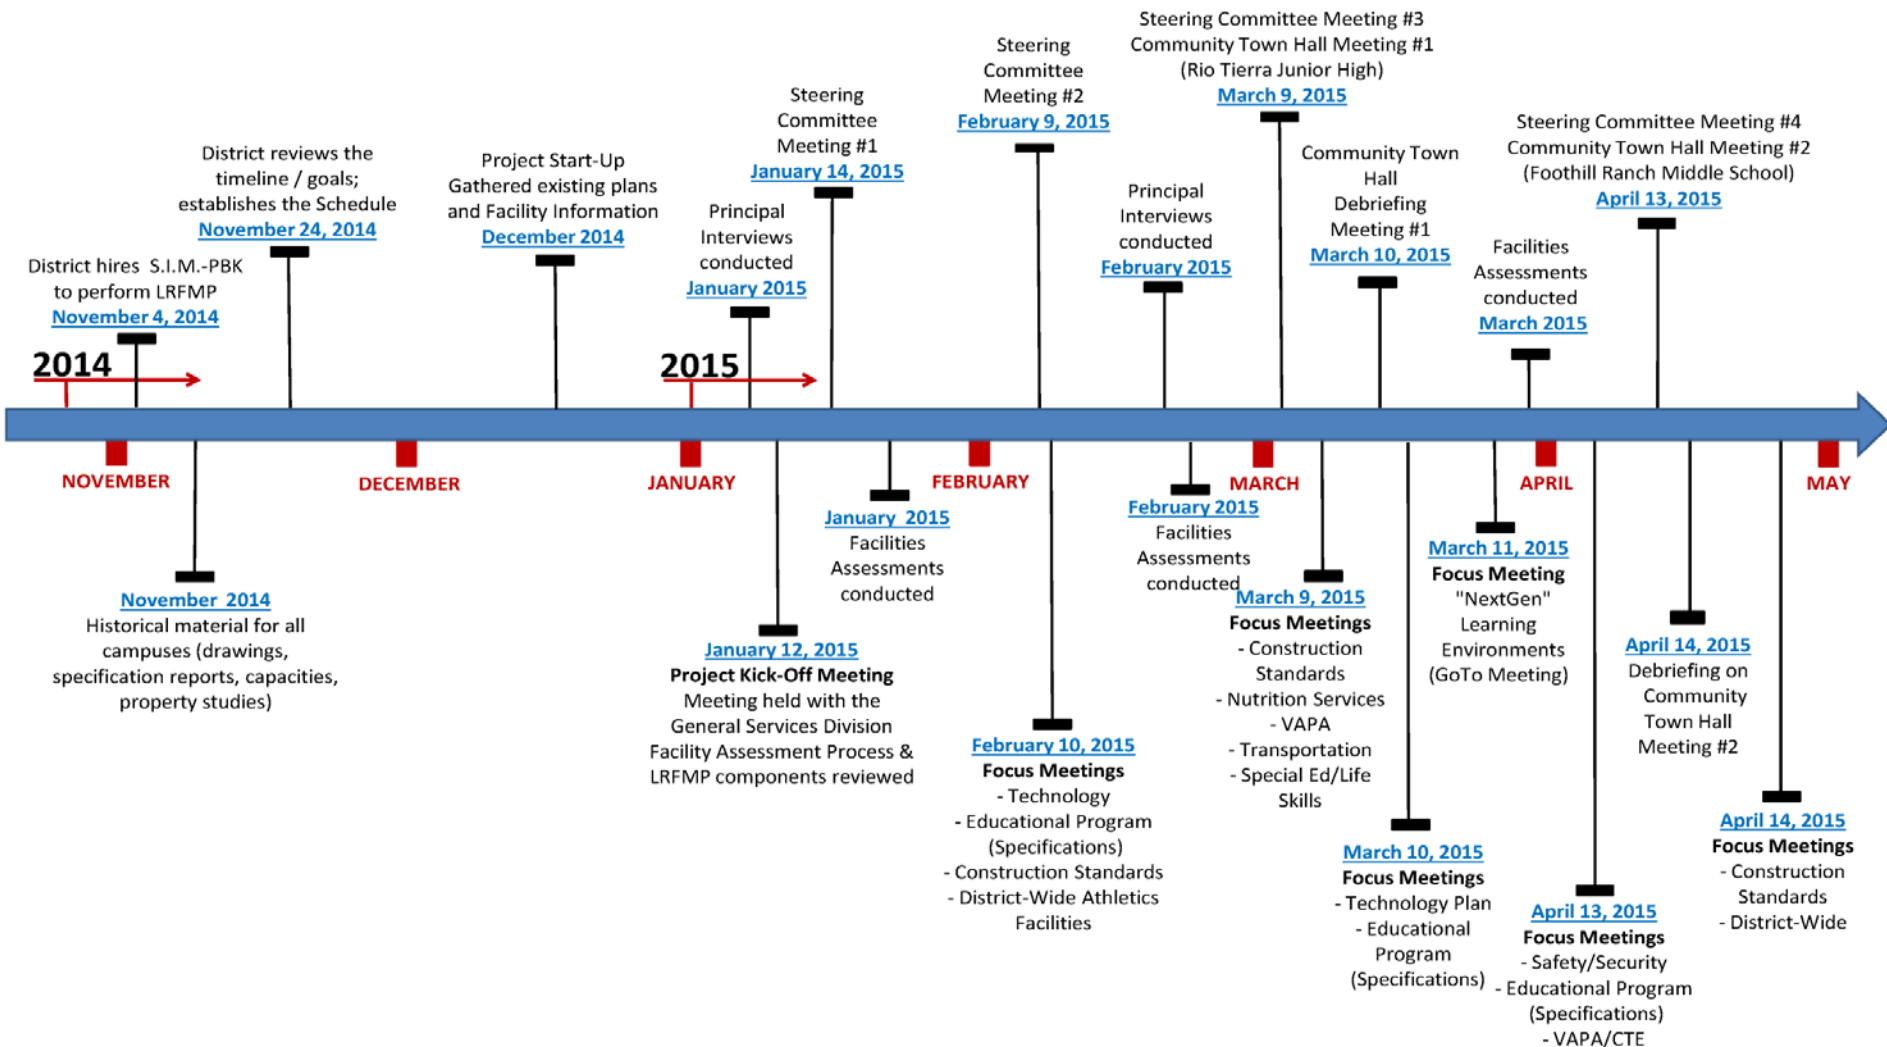 District hires  S.I.M.-PBK
to perform LRFMP
November 4, 2014
District reviews the
timeline / goals;
establishes the Schedule
November 24, 2014
Project Start-Up
Gathered existing plans
and Facility Information
December 2014
Principal
Interviews
conducted
January 2015
Steering
Committee
Meeting #1
January 14, 2015
Steering
Committee
Meeting #2
February 9, 2015
Principal
Interviews
conducted
February 2015
Steering Committee Meeting #3
Community Town Hall Meeting #1
(Rio Tierra Junior High)
March 9, 2015
Community Town
Hall
Debriefing
Meeting #1
March 10, 2015
Facilities
Assessments
conducted
March 2015
Steering Committee Meeting #4
Community Town Hall Meeting #2
(Foothill Ranch Middle School)
April 13, 2015
2014
2015
NOVEMBER
DECEMBER
JANUARY
FEBRUARY
MARCH
APRIL
MAY
November  2014
Historical material for all
campuses (drawings,
specification reports, capacities,
property studies)
January 12, 2015
Project Kick-Off Meeting
Meeting held with the
General Services Division
Facility Assessment Process &
LRFMP components reviewed
January  2015
Facilities
Assessments
conducted
February 10, 2015
Focus Meetings
- Technology
- Educational Program
(Specifications)
- Construction Standards
- District-Wide Athletics
Facilities
February 2015
Facilities
Assessments
conducted
March 9, 2015
Focus Meetings
- Construction
Standards
- Nutrition Services
- VAPA
- Transportation
- Special Ed/Life
Skills
March 10, 2015
Focus Meetings
- Technology Plan
- Educational
Program
(Specifications)
March 11, 2015
Focus Meeting
"NextGen"
Learning
Environments
(GoTo Meeting)
April 13, 2015
Focus Meetings
- Safety/Security
- Educational Program
(Specifications)
- VAPA/CTE
April 14, 2015
Debriefing on
Community
Town Hall
Meeting #2
April 14, 2015
Focus Meetings
- Construction
Standards
- District-Wide